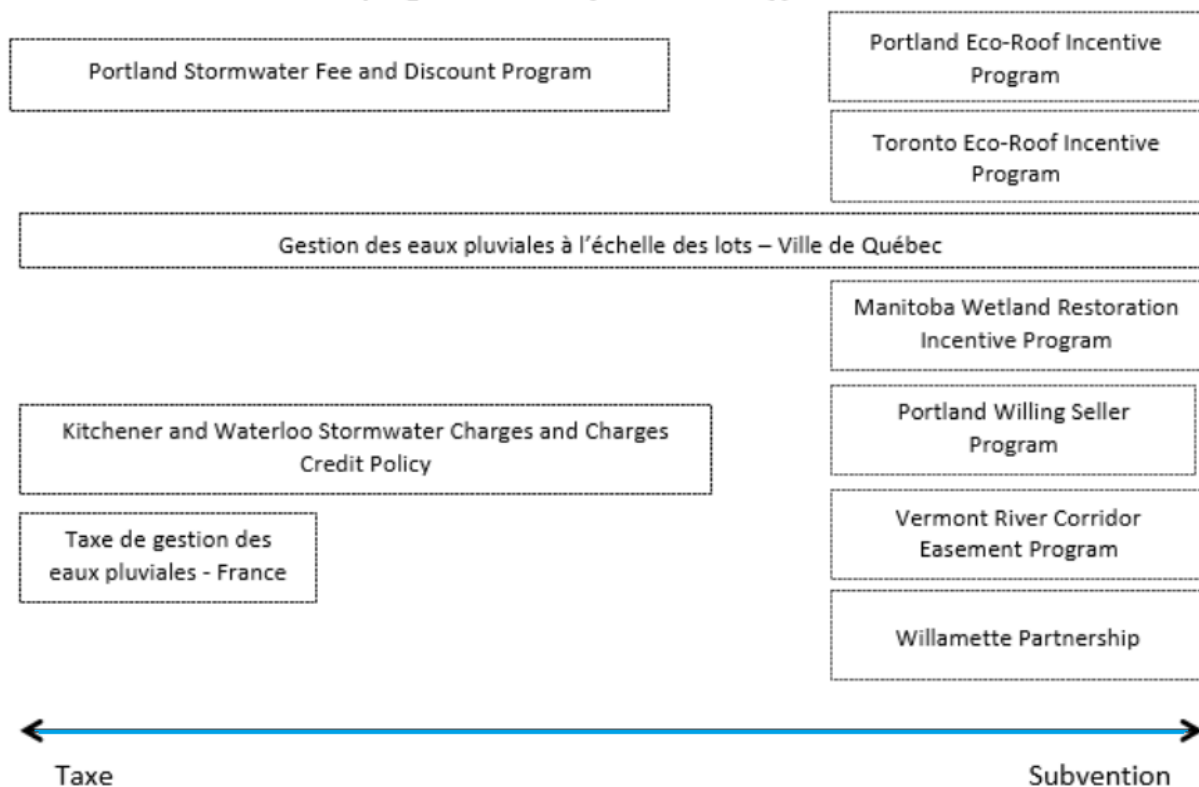 Portland Stormwater Fee and Discount Program
Portland Eco-Roof Incentive
Program
Toronto Eco-Roof Incentive
Program
Gestion des eaux pluviales à l'échelle des lots – Ville de Québec
Manitoba Wetland Restoration
Incentive Program
Kitchener and Waterloo Stormwater Charges and Charges
Credit Policy
Portland Willing Seller
Program
Taxe de gestion des
eaux pluviales - France
Vermont River Corridor
Easement Program
Willamette Partnership
Taxe
Subvention